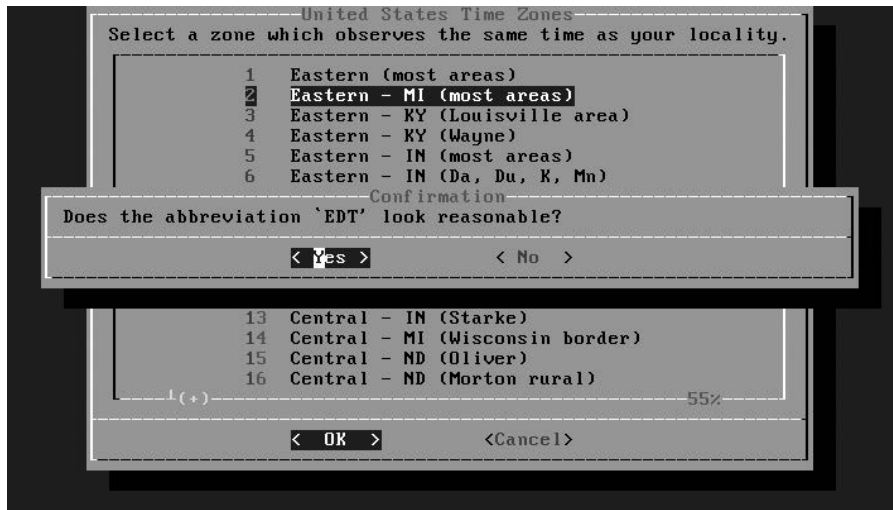 United States Time Zones
Select a zone which observes the same time as your locality.
1 Eastern (most areas)
2 Eastern - MI (most areas)
3 Eastern - KY (Louisville area)
4 Eastern - KY (Wayne)
5 Eastern - IN (most areas)
6 Eastern - IN (Da, Du, K, Mn)
Confirmation
Does the abbreviation `EDT' look reasonable?
< Yes > < No >
13 Central - IN (Starke)
14 Central - MI (Wisconsin border)
15 Central - ND (Oliver)
16 Central - ND (Morton rural)
┴(+) 55%
< OK > <Cancel>